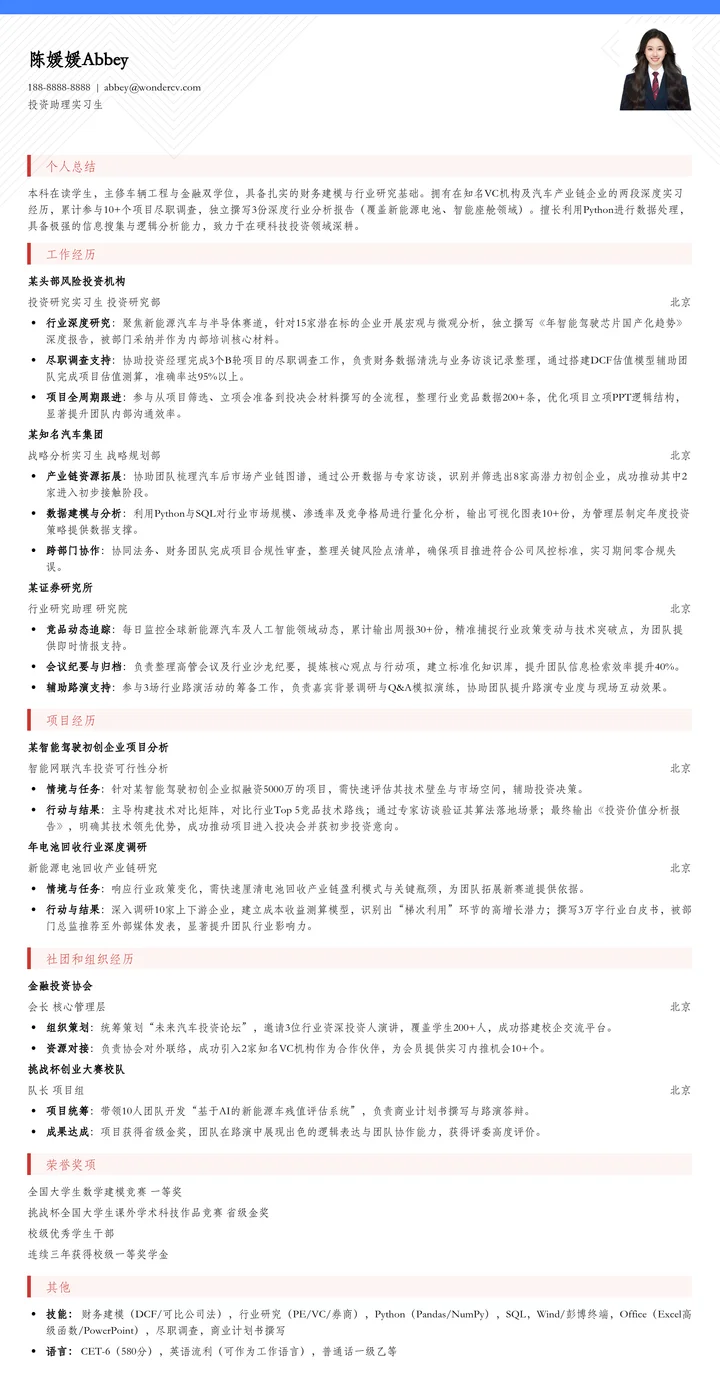 陈媛媛Abbey
188-8888-8888 | abbey@wondercv.com
投资助理实习生
个人总结
本科在读学生，主修车辆工程与金融双学位，具备扎实的财务建模与行业研究基础。拥有在知名VC机构及汽车产业链企业的两段深度实习
经历，累计参与10+个项目尽职调查，独立撰写3份深度行业分析报告（覆盖新能源电池、智能座舱领域）。擅长利用Python进行数据处理，
具备极强的信息搜集与逻辑分析能力，致力于在硬科技投资领域深耕。
工作经历
某头部风险投资机构
投资研究实习生 投资研究部 北京
• 行业深度研究：聚焦新能源汽车与半导体赛道，针对15家潜在标的企业开展宏观与微观分析，独立撰写《年智能驾驶芯片国产化趋势》
深度报告，被部门采纳并作为内部培训核心材料。
• 尽职调查支持：协助投资经理完成3个B轮项目的尽职调查工作，负责财务数据清洗与业务访谈记录整理，通过搭建DCF估值模型辅助团
队完成项目估值测算，准确率达95%以上。
• 项目全周期跟进：参与从项目筛选、立项会准备到投决会材料撰写的全流程，整理行业竞品数据200+条，优化项目立项PPT逻辑结构，
显著提升团队内部沟通效率。
某知名汽车集团
战略分析实习生 战略规划部 北京
• 产业链资源拓展：协助团队梳理汽车后市场产业链图谱，通过公开数据与专家访谈，识别并筛选出8家高潜力初创企业，成功推动其中2
家进入初步接触阶段。
• 数据建模与分析：利用Python与SQL对行业市场规模、渗透率及竞争格局进行量化分析，输出可视化图表10+份，为管理层制定年度投资
策略提供数据支撑。
• 跨部门协作：协同法务、财务团队完成项目合规性审查，整理关键风险点清单，确保项目推进符合公司风控标准，实习期间零合规失
误。
某证券研究所
行业研究助理 研究院 北京
• 竞品动态追踪：每日监控全球新能源汽车及人工智能领域动态，累计输出周报30+份，精准捕捉行业政策变动与技术突破点，为团队提
供即时情报支持。
• 会议纪要与归档：负责整理高管会议及行业沙龙纪要，提炼核心观点与行动项，建立标准化知识库，提升团队信息检索效率提升40%。
• 辅助路演支持：参与3场行业路演活动的筹备工作，负责嘉宾背景调研与Q&A模拟演练，协助团队提升路演专业度与现场互动效果。
项目经历
某智能驾驶初创企业项目分析
智能网联汽车投资可行性分析 北京
• 情境与任务：针对某智能驾驶初创企业拟融资5000万的项目，需快速评估其技术壁垒与市场空间，辅助投资决策。
• 行动与结果：主导构建技术对比矩阵，对比行业Top 5竞品技术路线；通过专家访谈验证其算法落地场景；最终输出《投资价值分析报
告》，明确其技术领先优势，成功推动项目进入投决会并获初步投资意向。
年电池回收行业深度调研
新能源电池回收产业链研究 北京
• 情境与任务：响应行业政策变化，需快速厘清电池回收产业链盈利模式与关键瓶颈，为团队拓展新赛道提供依据。
• 行动与结果：深入调研10家上下游企业，建立成本收益测算模型，识别出“梯次利用”环节的高增长潜力；撰写3万字行业白皮书，被部
门总监推荐至外部媒体发表，显著提升团队行业影响力。
社团和组织经历
金融投资协会
会长 核心管理层 北京
• 组织策划：统筹策划“未来汽车投资论坛”，邀请3位行业资深投资人演讲，覆盖学生200+人，成功搭建校企交流平台。
• 资源对接：负责协会对外联络，成功引入2家知名VC机构作为合作伙伴，为会员提供实习内推机会10+个。
挑战杯创业大赛校队
队长 项目组 北京
• 项目统筹：带领10人团队开发“基于AI的新能源车残值评估系统”，负责商业计划书撰写与路演答辩。
• 成果达成：项目获得省级金奖，团队在路演中展现出色的逻辑表达与团队协作能力，获得评委高度评价。
荣誉奖项
全国大学生数学建模竞赛 一等奖
挑战杯全国大学生课外学术科技作品竞赛 省级金奖
校级优秀学生干部
连续三年获得校级一等奖学金
其他
• 技能： 财务建模（DCF/可比公司法），行业研究（PE/VC/券商），Python（Pandas/NumPy），SQL，Wind/彭博终端，Office（Excel高
级函数/PowerPoint），尽职调查，商业计划书撰写
• 语言： CET-6（580分），英语流利（可作为工作语言），普通话一级乙等